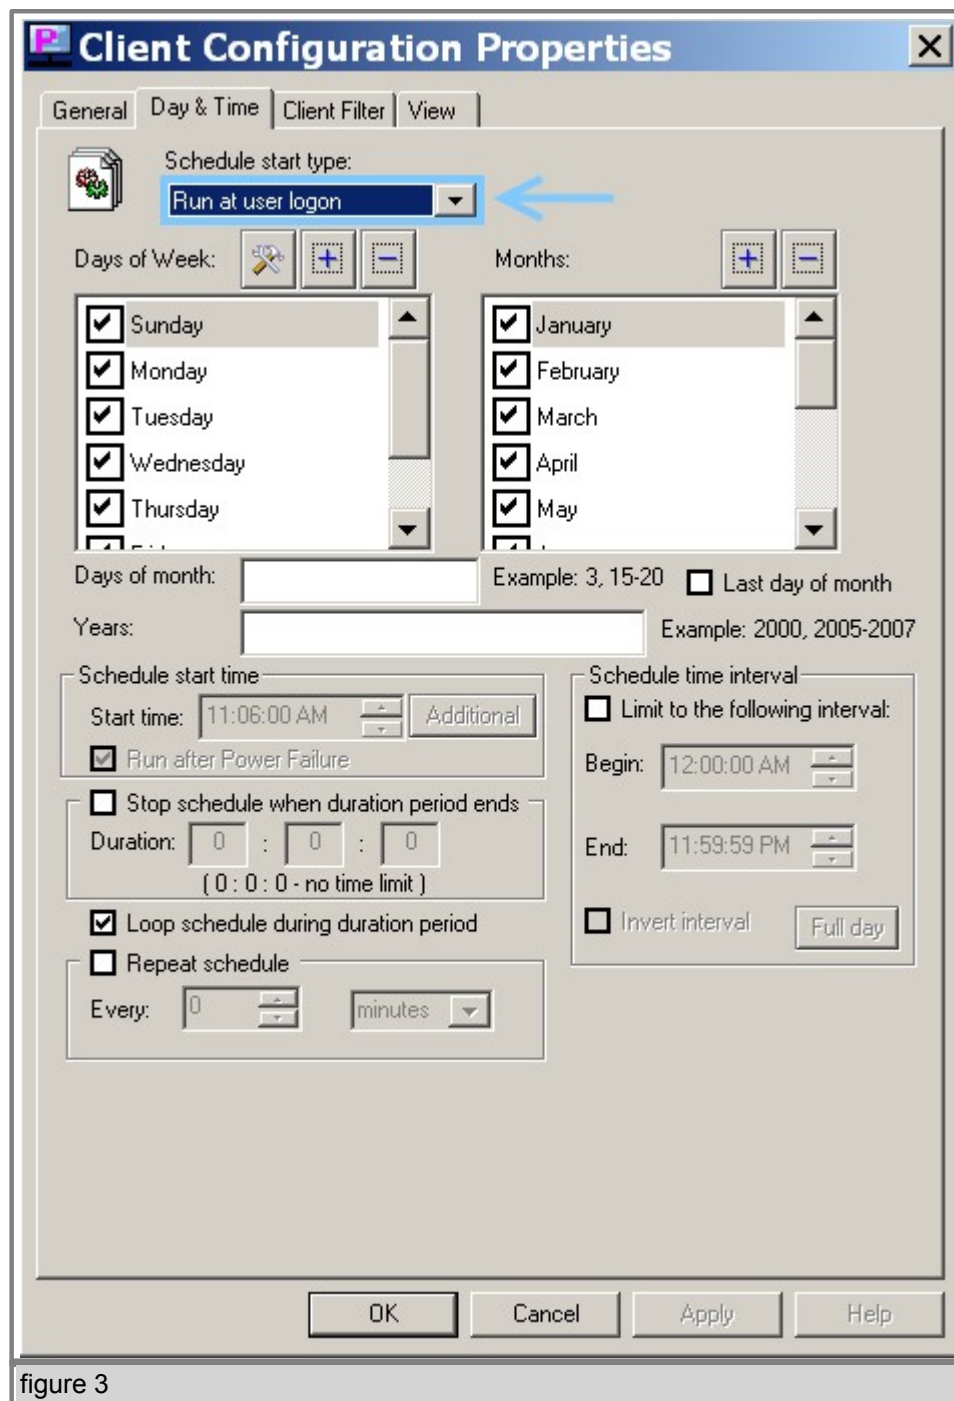 P
Client Configuration Properties
General Day & Time Client Filter View
Schedule start type:
Run at user logon
Days of Week:
Months:
Sunday
Monday
Tuesday
Wednesday
Thursday
January
February
March
April
May
Days of month:
Example: 3, 15-20
Last day of month
Years:
Example: 2000, 2005-2007
Schedule start time
Start time: 11:06:00 AM Additional
Run after Power Failure
Stop schedule when duration period ends
Duration: 0 : 0 : 0
( 0 : 0 : 0 - no time limit )
Loop schedule during duration period
Repeat schedule
Every: 0 minutes
Schedule time interval
Limit to the following interval:
Begin: 12:00:00 AM
End: 11:59:59 PM
Invert interval Full day
OK Cancel Apply Help
figure 3